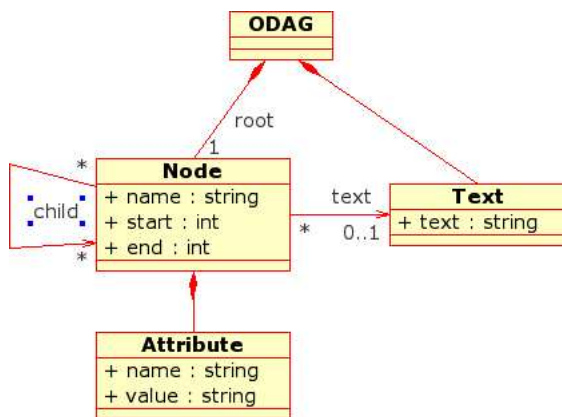 ODAG
root
1
*
Node
+ name : string
+ start : int
+ end : int
child
*
text
*
0..1
Text
+ text : string
Attribute
+ name : string
+ value : string